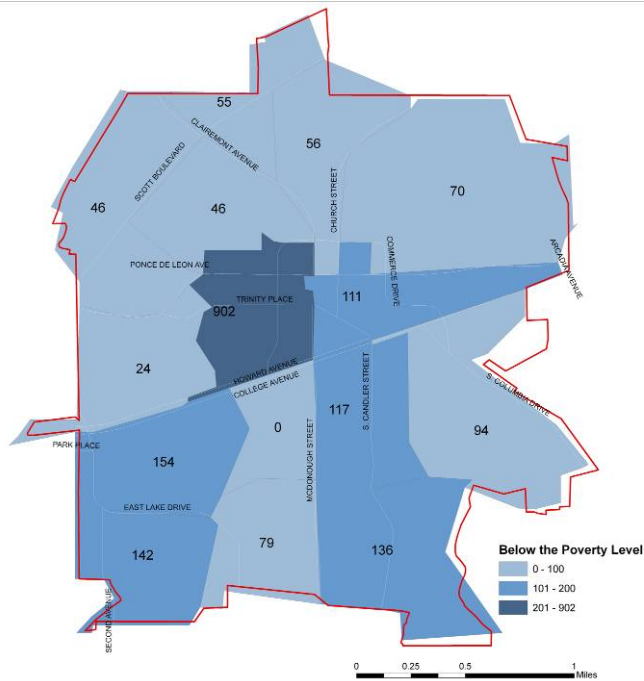 55
CLAIREMONT AVENUE
56
SCOTT BOULEVARD
CHURCH STREET
70
46
46
PONCE DE LEON AVE
COMMERCE DRIVE
ARCADIA AVENUE
TRINITY PLACE
111
902
24
HOWARD AVENUE
COLLEGE AVENUE
S. CANDLER STREET
S. COLUMBIA DRIVE
117
0
94
PARK PLACE
MCDONOUGH STREET
154
EAST LAKE DRIVE
142
79
136
SECOND AVENUE
Below the Poverty Level
0 - 100
101 - 200
201 - 902
0 0.25 0.5 1
Miles